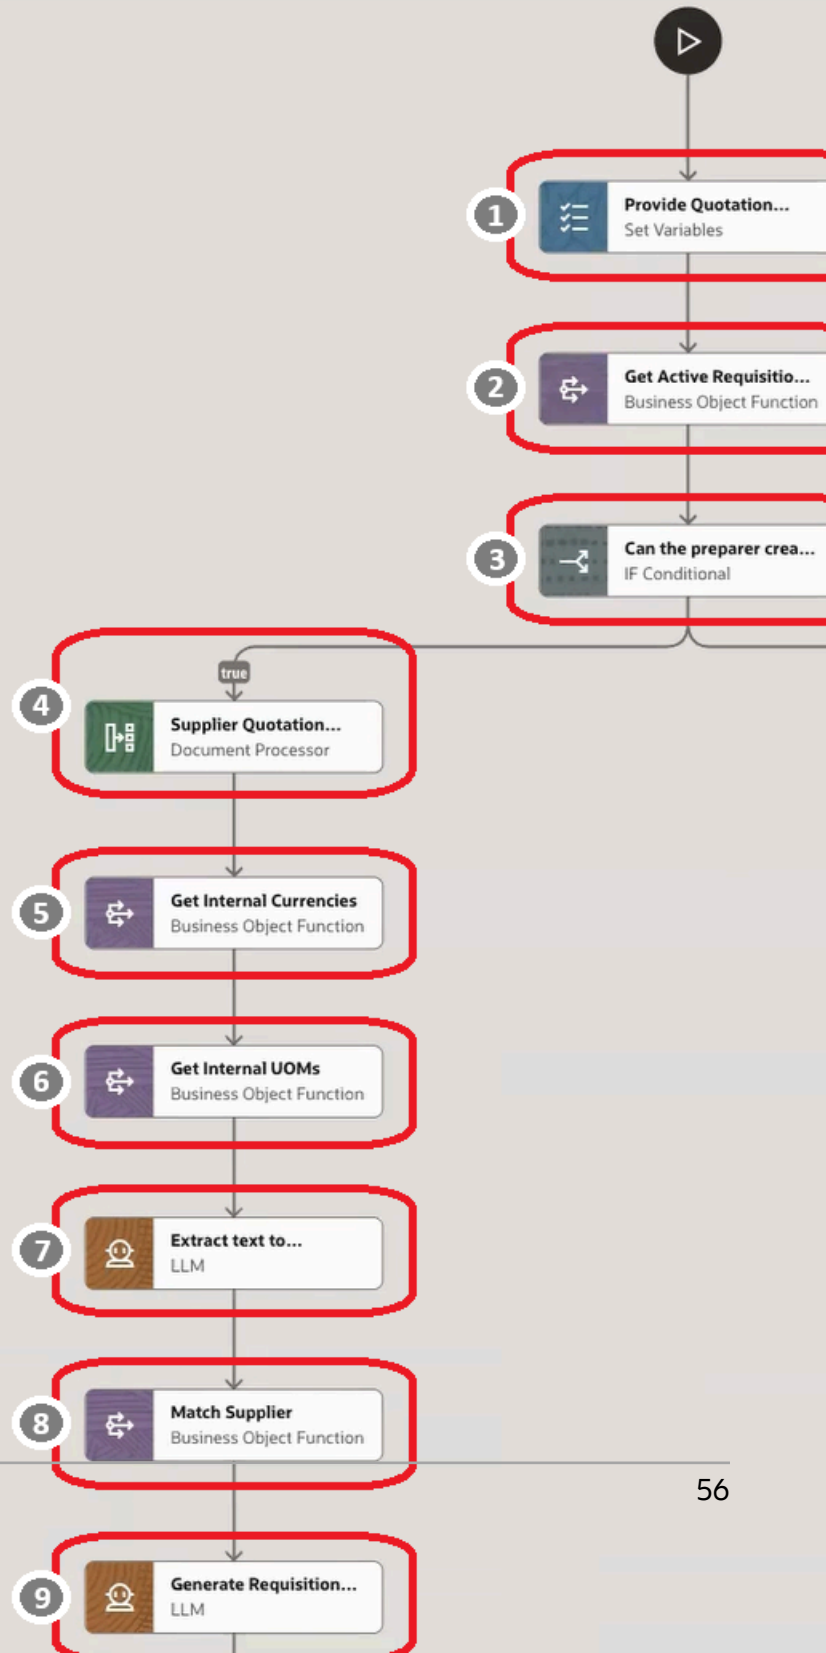 1
Provide Quotation...
Set Variables
2
Get Active Requisitio...
Business Object Function
3
Can the preparer crea...
IF Conditional
true
4
Supplier Quotation...
Document Processor
5
Get Internal Currencies
Business Object Function
6
Get Internal UOMs
Business Object Function
7
Extract text to...
LLM
8
Match Supplier
Business Object Function
56
9
Generate Requisition...
LLM